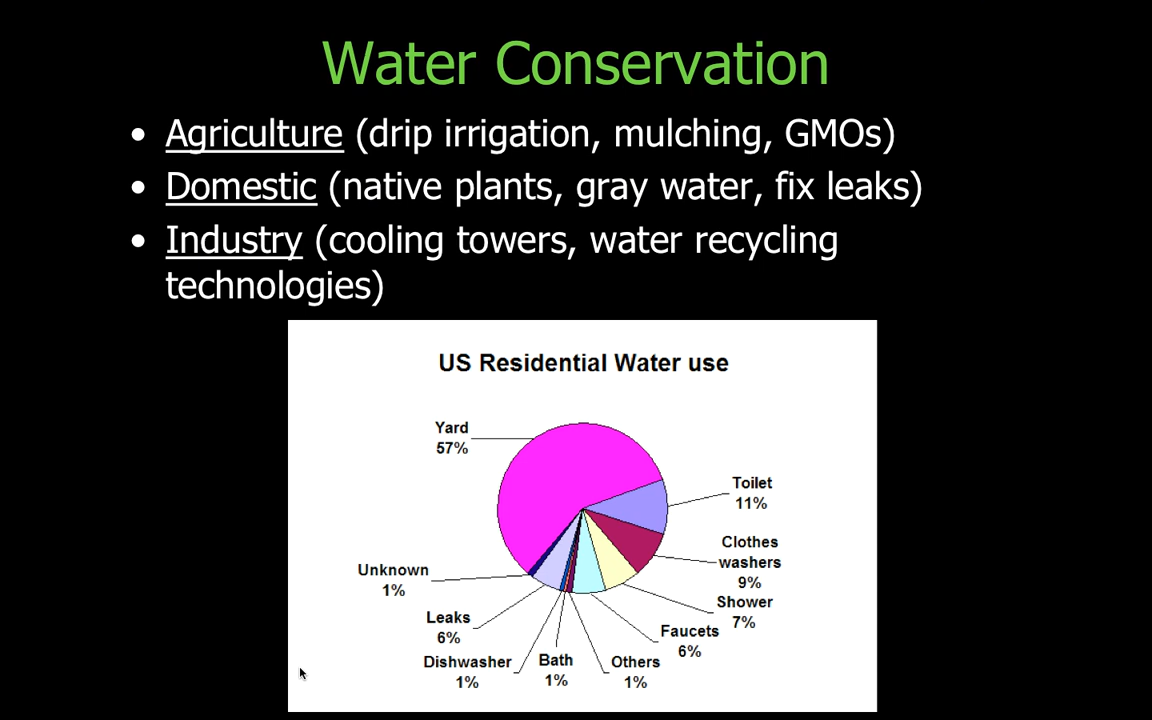 Water Conservation
• Agriculture (drip irrigation, mulching, GMOs)
• Domestic (native plants, gray water, fix leaks)
• Industry (cooling towers, water recycling
technologies)
US Residential Water use
Yard
57%
Toilet
11%
Clothes
washers
9%
Shower
7%
Faucets
6%
Others
1%
Bath
1%
Dishwasher
1%
Leaks
6%
Unknown
1%